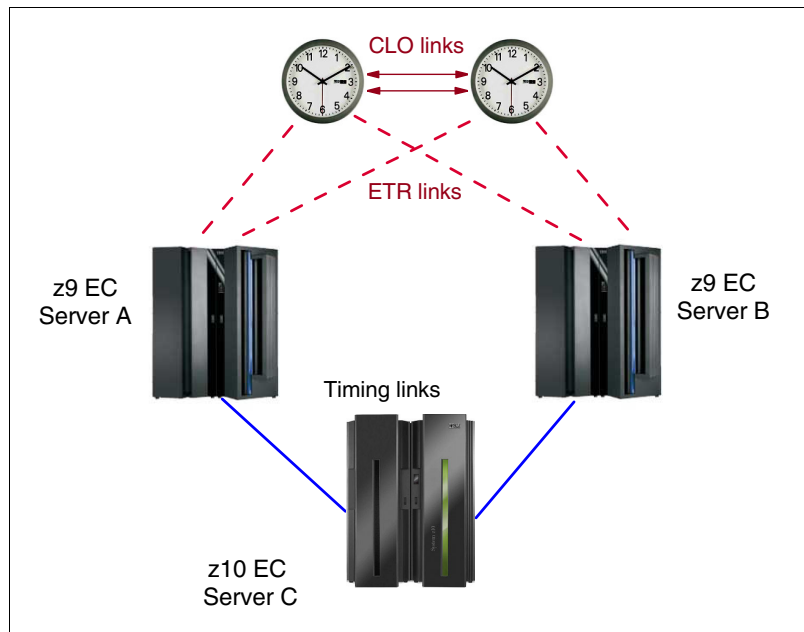 CLO links
ETR links
z9 EC
Server A
z9 EC
Server B
Timing links
z10 EC
Server C